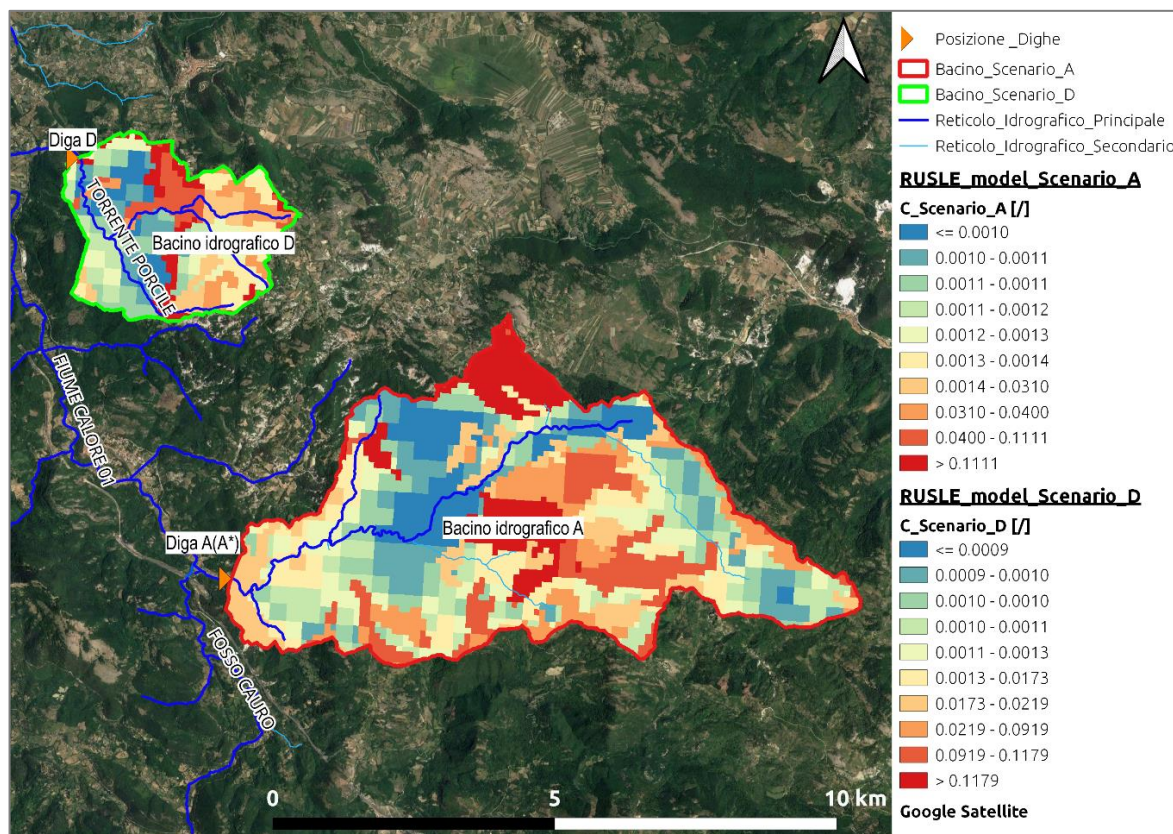 Diga D
TORRENTE PORCILE
Bacino idrografico D
FIUME CALORE 01
Bacino idrografico A
Diga A(A*)
FOSSO CAURO
0 5 10 km
Posizione _Dighe
Bacino_Scenario_A
Bacino_Scenario_D
Reticolo_Idrografico_Principale
Reticolo_Idrografico_Secondario
RUSLE_model_Scenario_A
C_Scenario_A [/]
<= 0.0010
0.0010 - 0.0011
0.0011 - 0.0011
0.0011 - 0.0012
0.0012 - 0.0013
0.0013 - 0.0014
0.0014 - 0.0310
0.0310 - 0.0400
0.0400 - 0.1111
> 0.1111
RUSLE_model_Scenario_D
C_Scenario_D [/]
<= 0.0009
0.0009 - 0.0010
0.0010 - 0.0010
0.0010 - 0.0011
0.0011 - 0.0013
0.0013 - 0.0173
0.0173 - 0.0219
0.0219 - 0.0919
0.0919 - 0.1179
> 0.1179
Google Satellite